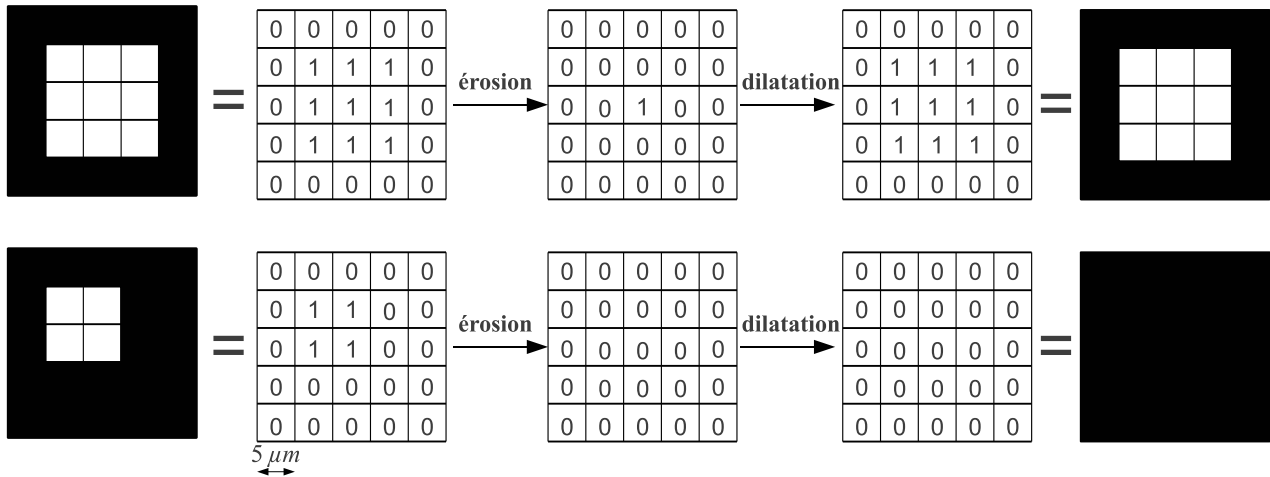 0 0 0 0 0 0 0 0 0 0 0 0 0 0 0
0 1 1 1 0 érosion 0 0 0 0 0 dilatation 0 1 1 1 0
= 0 1 1 1 0 0 0 1 0 0 0 1 1 1 0 =
0 1 1 1 0 0 0 0 0 0 0 1 1 1 0
0 0 0 0 0 0 0 0 0 0 0 0 0 0 0
0 0 0 0 0 0 0 0 0 0 0 0 0 0 0
0 1 1 0 0 érosion 0 0 0 0 0 dilatation 0 0 0 0 0
= 0 1 1 0 0 0 0 0 0 0 0 0 0 0 0 =
0 0 0 0 0 0 0 0 0 0 0 0 0 0 0
0 0 0 0 0 0 0 0 0 0 0 0 0 0 0
5 μm